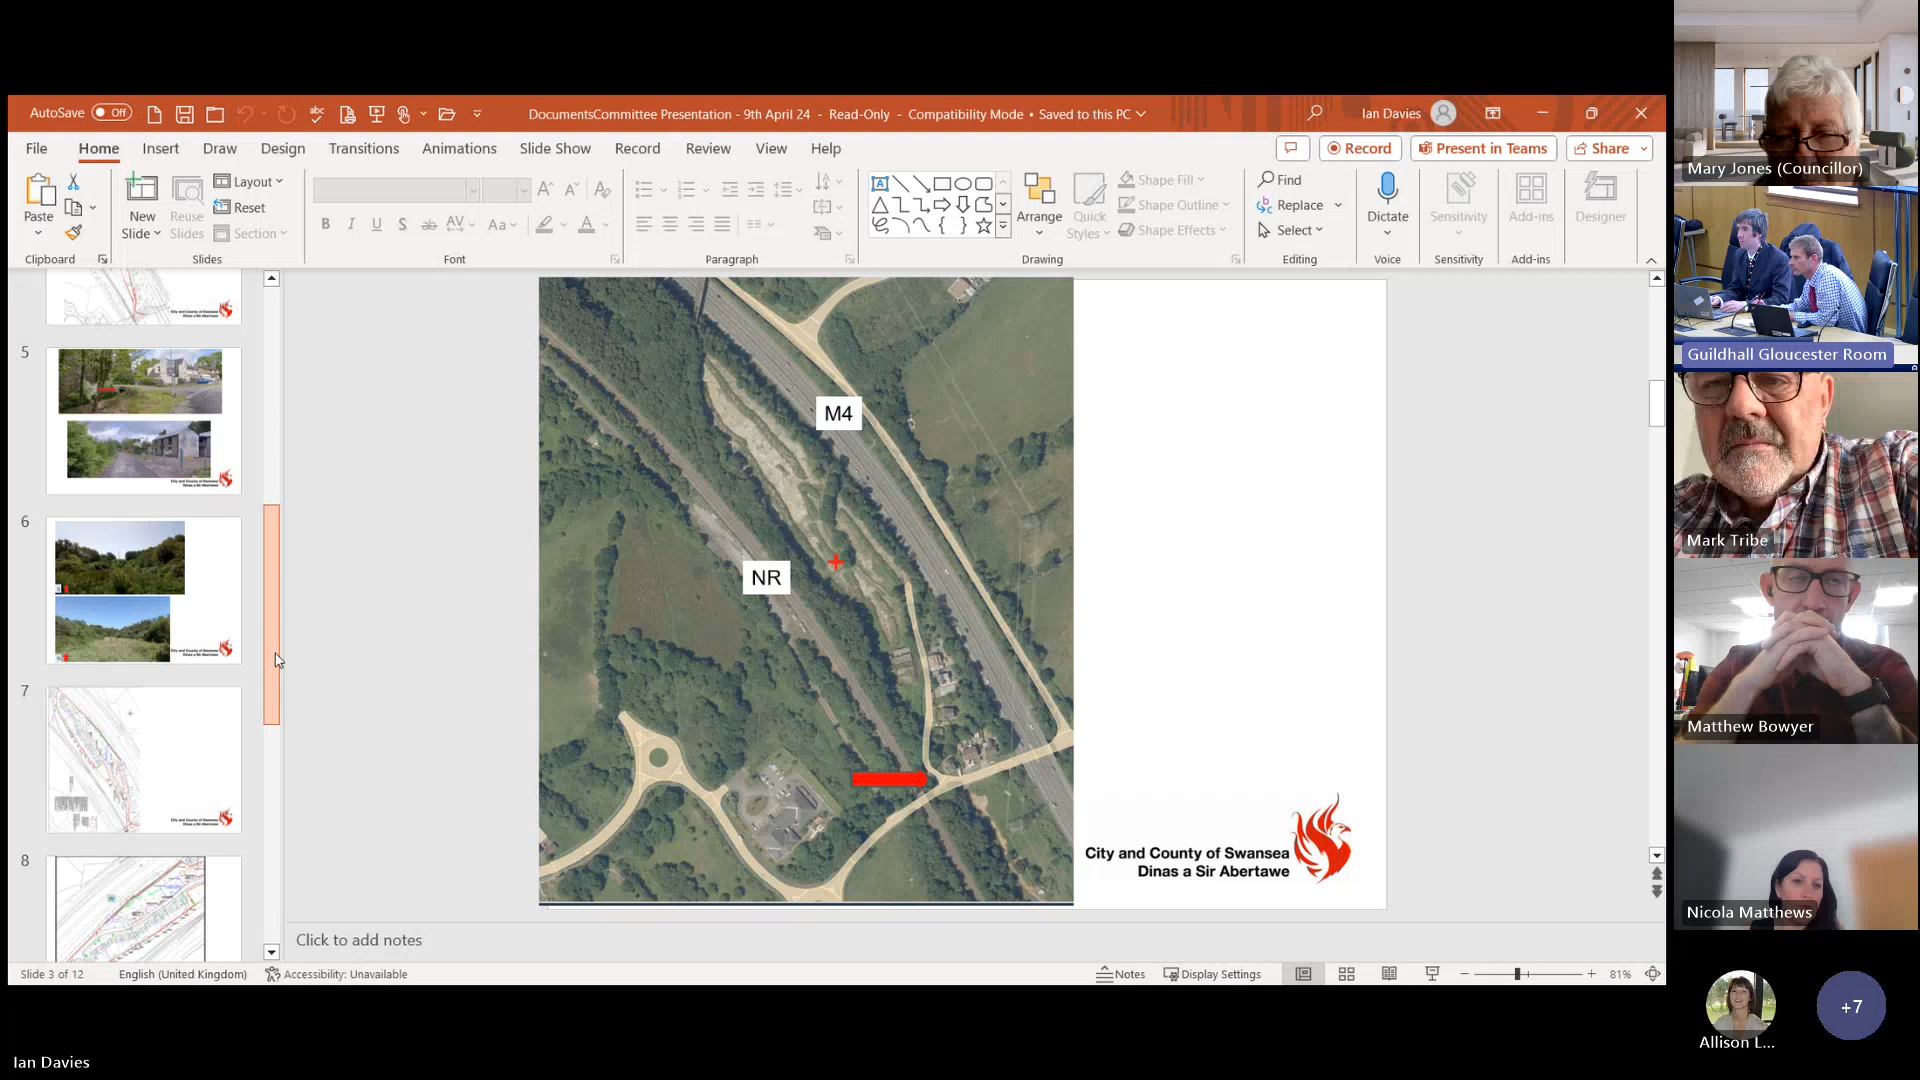 AutoSave Off
DocumentsCommittee Presentation - 9th April 24 - Read-Only - Compatibility Mode • Saved to this PC
Ian Davies
File Home Insert Draw Design Transitions Animations Slide Show Record Review View Help
Record Present in Teams Share
Paste
New Slide
Reuse Slides
Layout
Reset
Section
Arrange
Quick Styles
Shape Fill
Shape Outline
Shape Effects
Find
Replace
Select
Dictate
Sensitivity
Add-ins
Designer
Clipboard Slides Font Paragraph Drawing Editing Voice Sensitivity Add-ins
5
6
7
8
M4
NR
City and County of Swansea
Dinas a Sir Abertawe
Click to add notes
Slide 3 of 12 English (United Kingdom) Accessibility: Unavailable Notes Display Settings 81%
Mary Jones (Councillor)
Guildhall Gloucester Room
Mark Tribe
Matthew Bowyer
Nicola Matthews
Allison L...
+7
Ian Davies